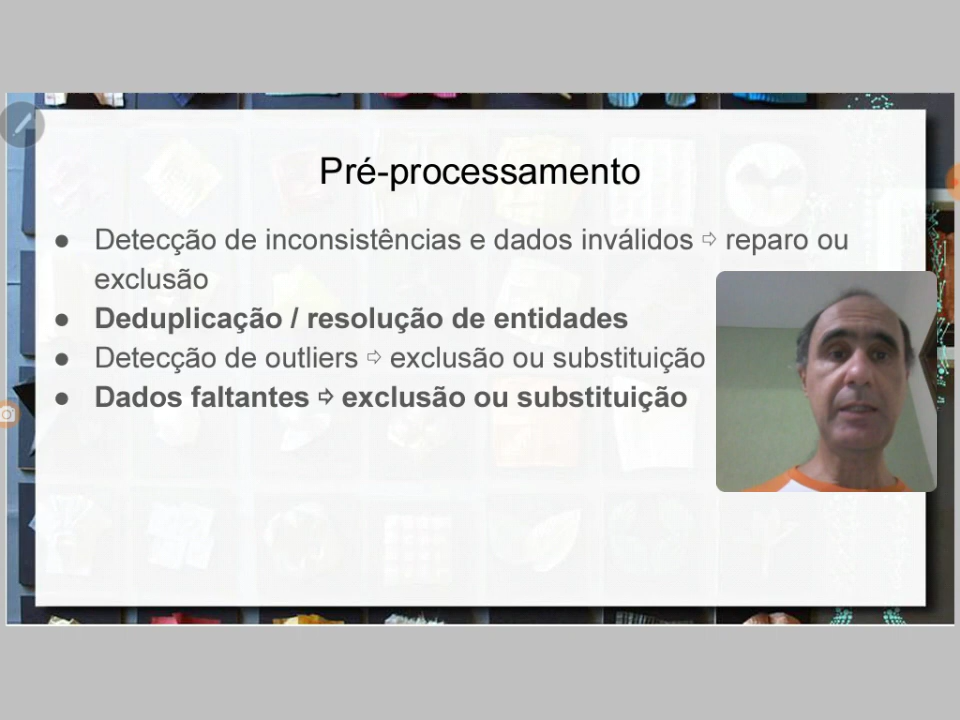 Pré-processamento
● Detecção de inconsistências e dados inválidos ⇨ reparo ou
exclusão
● Deduplicação / resolução de entidades
● Detecção de outliers ⇨ exclusão ou substituição
● Dados faltantes ⇨ exclusão ou substituição